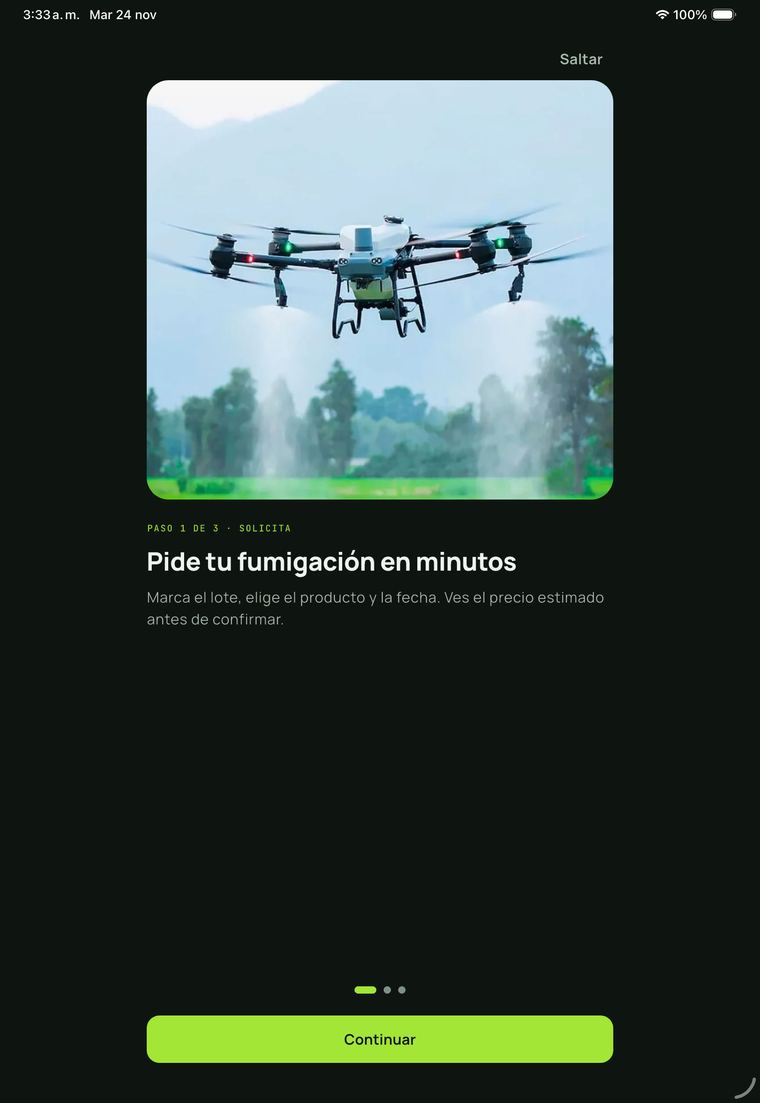 3:33 a. m. Mar 24 nov 100%
Saltar
PASO 1 DE 3 · SOLICITA
Pide tu fumigación en minutos
Marca el lote, elige el producto y la fecha. Ves el precio estimado
antes de confirmar.
Continuar